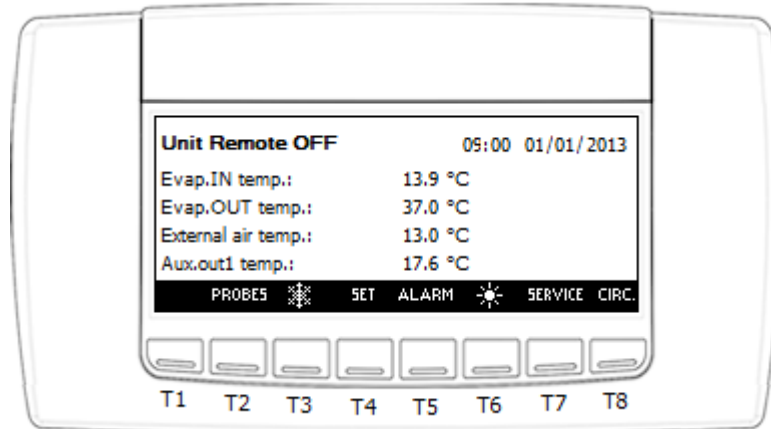 Unit Remote OFF 09:00 01/01/2013
Evap.IN temp.: 13.9 °C
Evap.OUT temp.: 37.0 °C
External air temp.: 13.0 °C
Aux.out1 temp.: 17.6 °C
PROBES SET ALARM SERVICE CIRC.
T1 T2 T3 T4 T5 T6 T7 T8